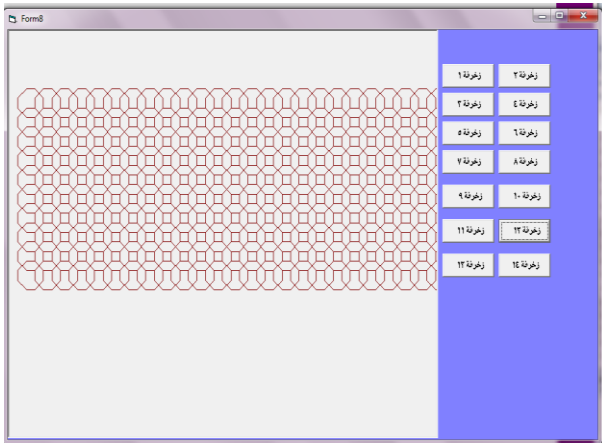 Form8
زخرفة ١
زخرفة ٢
زخرفة ٣
زخرفة ٤
زخرفة ٥
زخرفة ٦
زخرفة ٧
زخرفة ٨
زخرفة ٩
زخرفة ١٠
زخرفة ١١
زخرفة ١٢
زخرفة ١٣
زخرفة ١٤